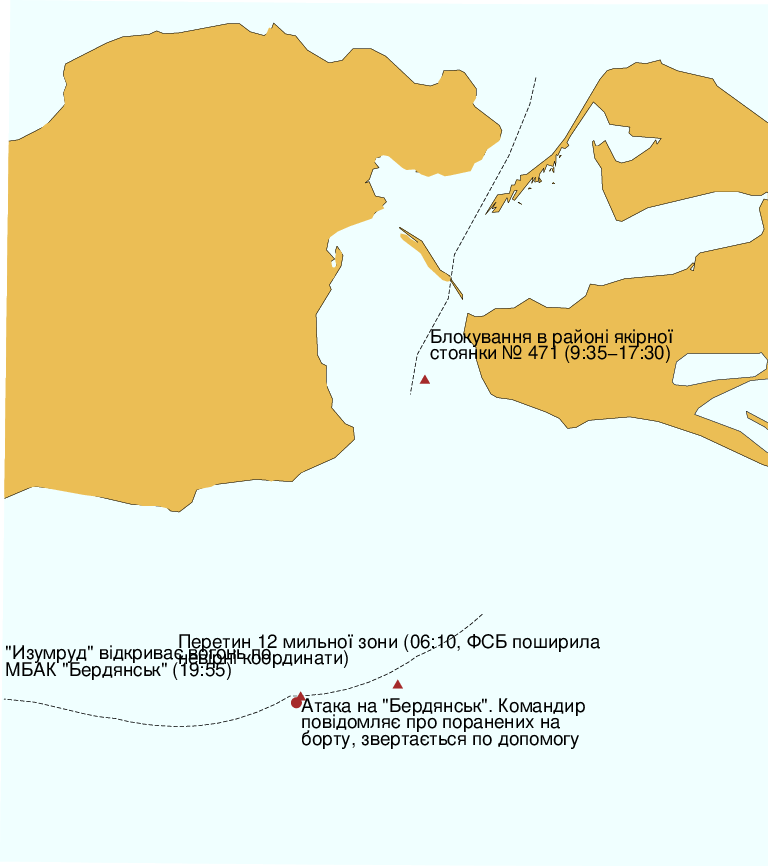 Блокування в районі якірної
стоянки № 471 (9:35–17:30)
Перетин 12 мильної зони (06:10, ФСБ поширила
невірні координати)
"Изумруд" відкриває вогонь по
МБАК "Бердянськ" (19:55)
Атака на "Бердянськ". Командир
повідомляє про поранених на
борту, звертається по допомогу